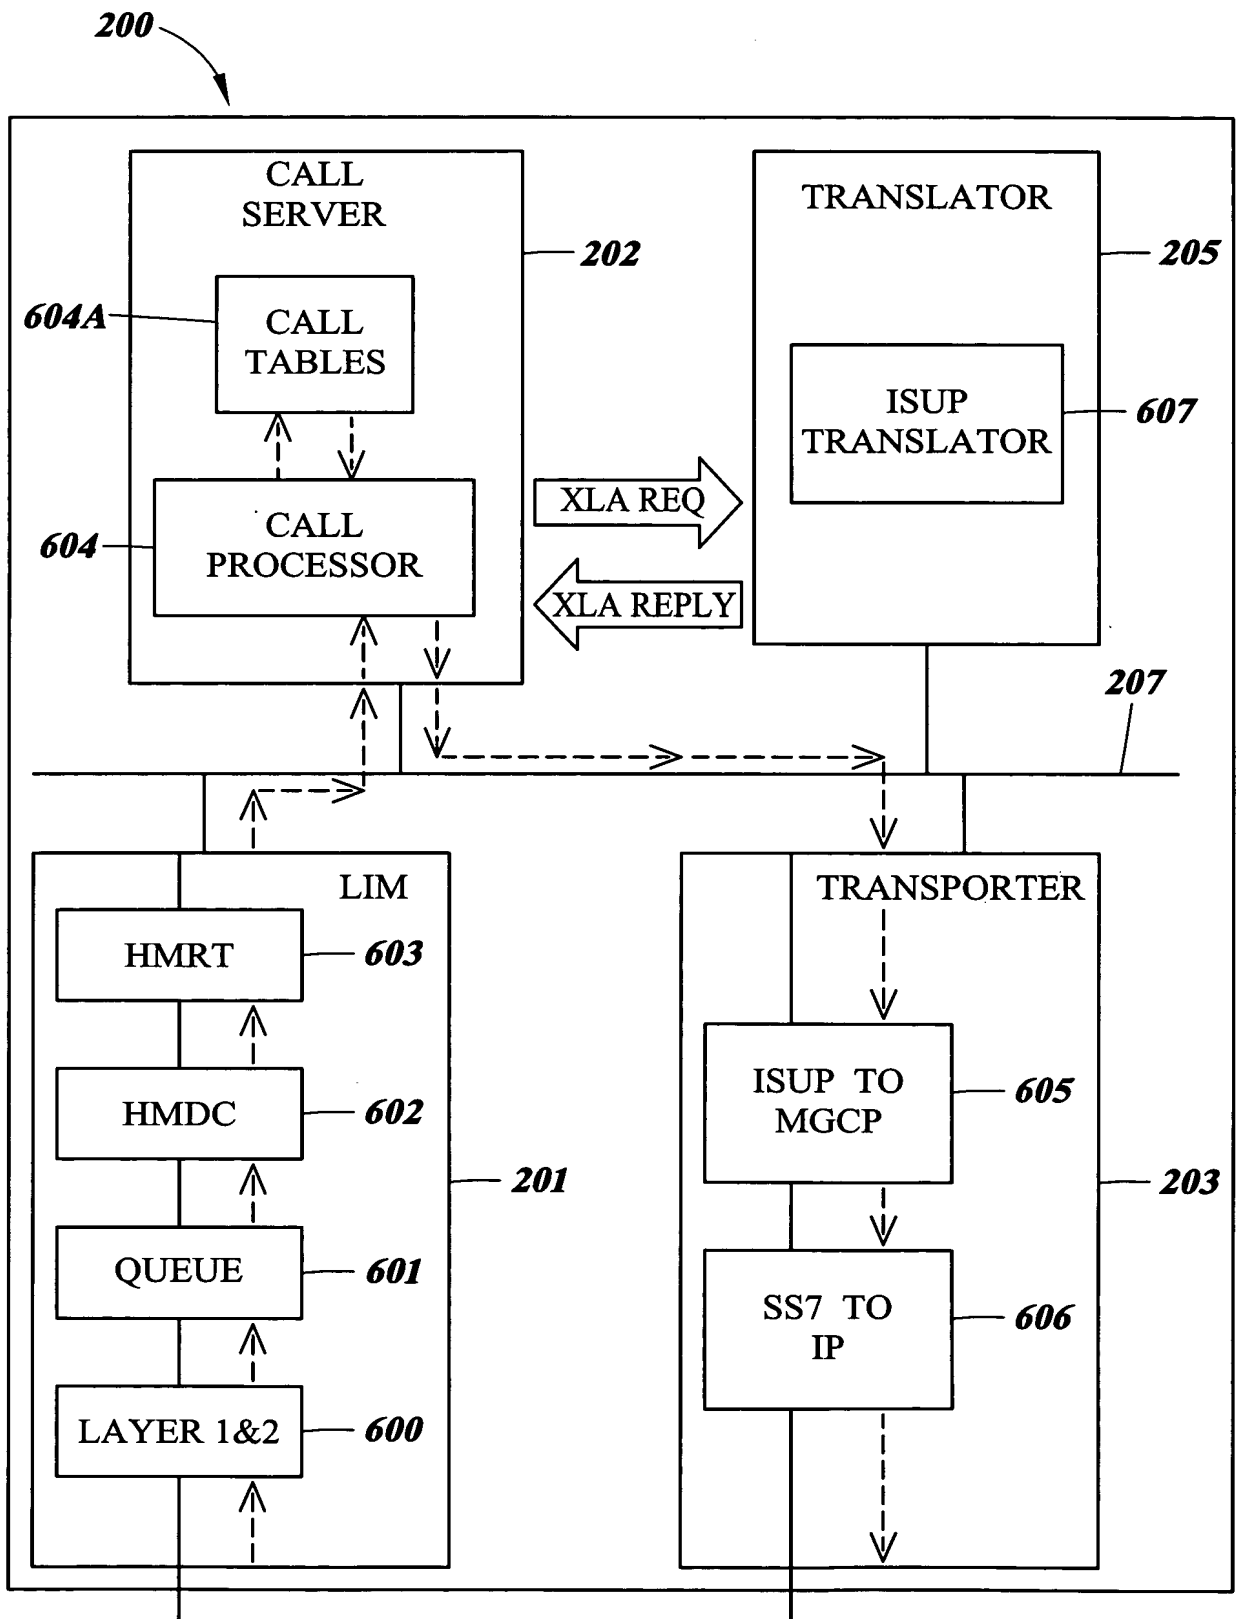 200
CALL
SERVER
202
604A
CALL
TABLES
604
CALL
PROCESSOR
XLA REQ
XLA REPLY
TRANSLATOR
205
ISUP
TRANSLATOR
607
207
LIM
HMRT
603
HMDC
602
201
QUEUE
601
LAYER 1&2
600
TRANSPORTER
ISUP TO
MGCP
605
203
SS7 TO
IP
606